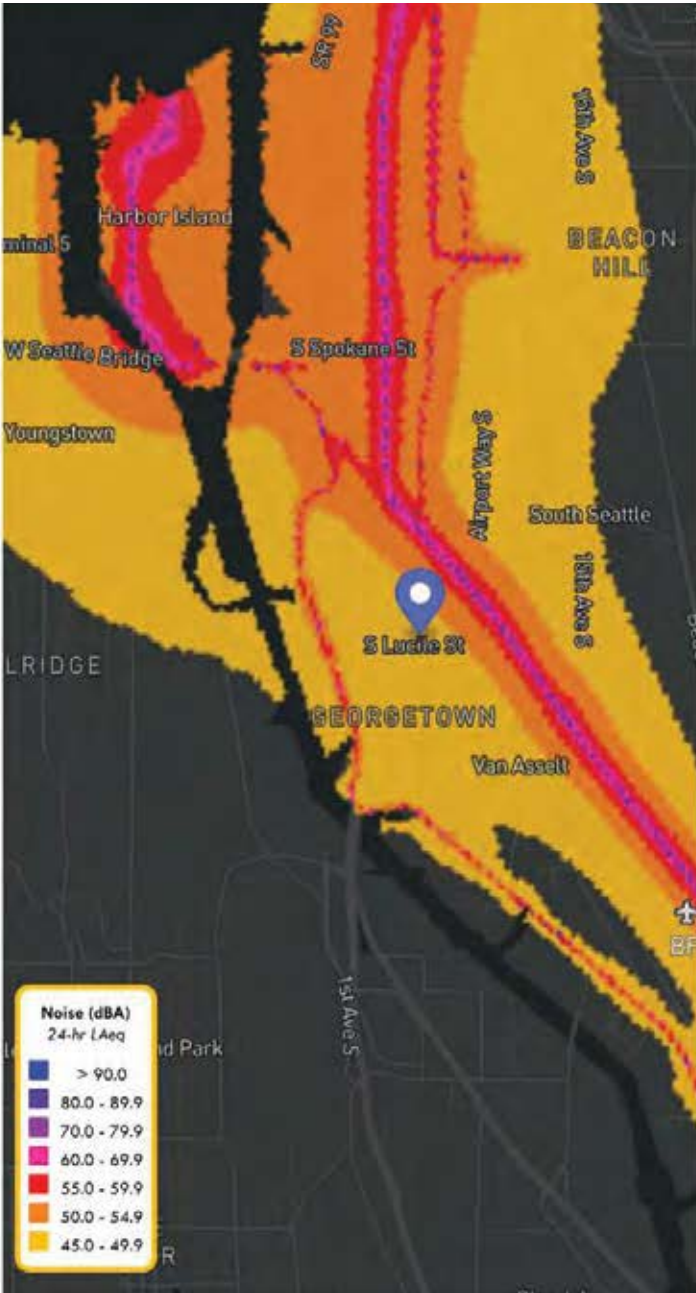 SR 99
15th Ave S
Harbor Island
minal 5
BEACON
HILL
W Seattle Bridge
S Spokane St
Youngstown
S Airport Way S
South Seattle
15th Ave S
S Lucile St
LRIDGE
GEORGETOWN
Van Asselt
BF
1st Ave S
nd Park
R
Noise (dBA)
24-hr LAeq
> 90.0
80.0 - 89.9
70.0 - 79.9
60.0 - 69.9
55.0 - 59.9
50.0 - 54.9
45.0 - 49.9